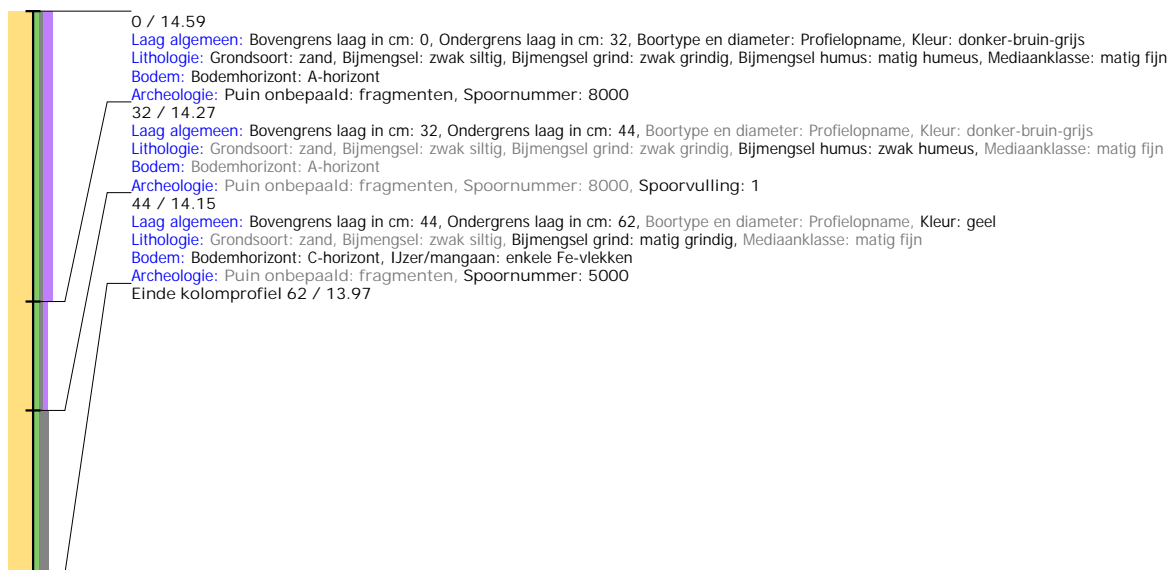 0 / 14.59
Laag algemeen: Bovengrens laag in cm: 0, Ondergrens laag in cm: 32, Boortype en diameter: Profielopname, Kleur: donker-bruin-grijs
Lithologie: Grondsoort: zand, Bijmengsel: zwak siltig, Bijmengsel grind: zwak grindig, Bijmengsel humus: matig humeus, Mediaanklasse: matig fijn
Bodem: Bodemhorizont: A-horizont
Archeologie: Puin onbepaald: fragmenten, Spoornummer: 8000
32 / 14.27
Laag algemeen: Bovengrens laag in cm: 32, Ondergrens laag in cm: 44, Boortype en diameter: Profielopname, Kleur: donker-bruin-grijs
Lithologie: Grondsoort: zand, Bijmengsel: zwak siltig, Bijmengsel grind: zwak grindig, Bijmengsel humus: zwak humeus, Mediaanklasse: matig fijn
Bodem: Bodemhorizont: A-horizont
Archeologie: Puin onbepaald: fragmenten, Spoornummer: 8000, Spoorvulling: 1
44 / 14.15
Laag algemeen: Bovengrens laag in cm: 44, Ondergrens laag in cm: 62, Boortype en diameter: Profielopname, Kleur: geel
Lithologie: Grondsoort: zand, Bijmengsel: zwak siltig, Bijmengsel grind: matig grindig, Mediaanklasse: matig fijn
Bodem: Bodemhorizont: C-horizont, IJzer/mangaan: enkele Fe-vlekken
Archeologie: Puin onbepaald: fragmenten, Spoornummer: 5000
Einde kolomprofiel 62 / 13.97